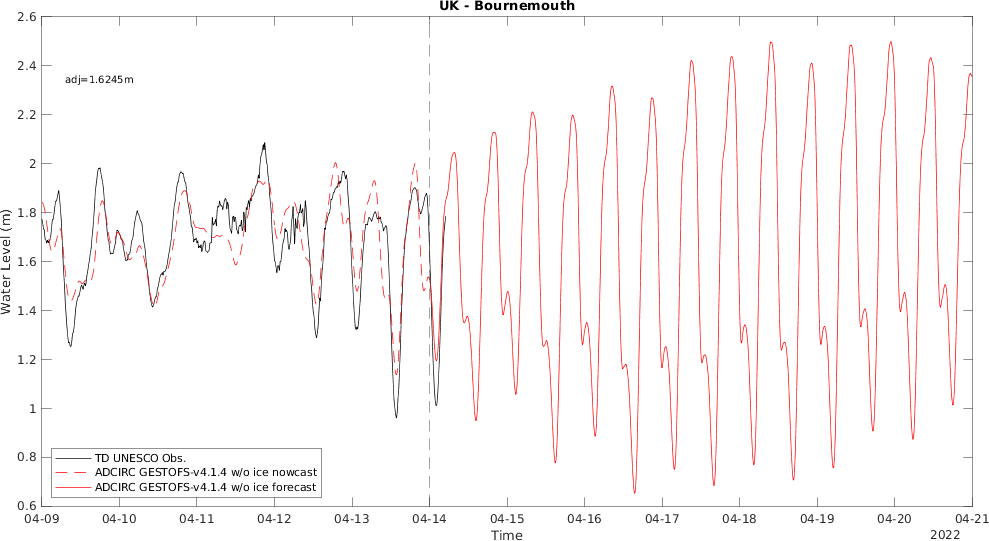 UK - Bournemouth
2.6
2.4
adj=1.6245m
2.2
2
1.8
1.6
1.4
1.2
1
0.8
0.6
Water Level (m)
TD UNESCO Obs.
ADCIRC GESTOFS-v4.1.4 w/o ice nowcast
ADCIRC GESTOFS-v4.1.4 w/o ice forecast
04-09 04-10 04-11 04-12 04-13 04-14 04-15 04-16 04-17 04-18 04-19 04-20 04-21
Time
2022